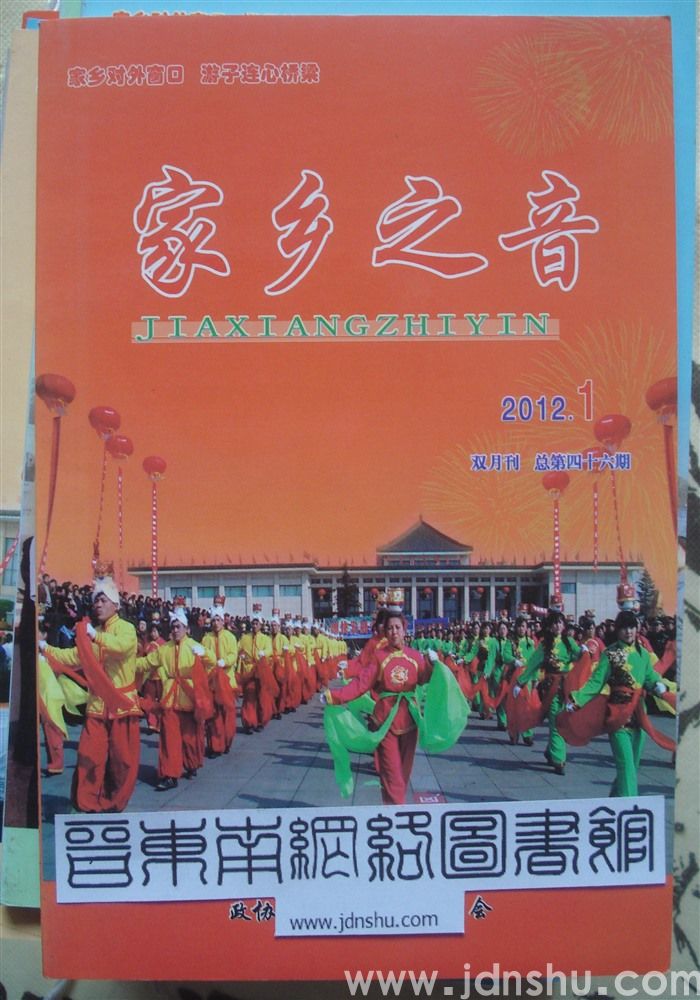 家乡对外窗口 游子连心桥梁
家乡之音
JIAXIANGZHIYIN
2012.1
双月刊 总第四十六期
晉東南網絡圖書館
政协
会
www.jdnshu.com
www.jdnshu.com